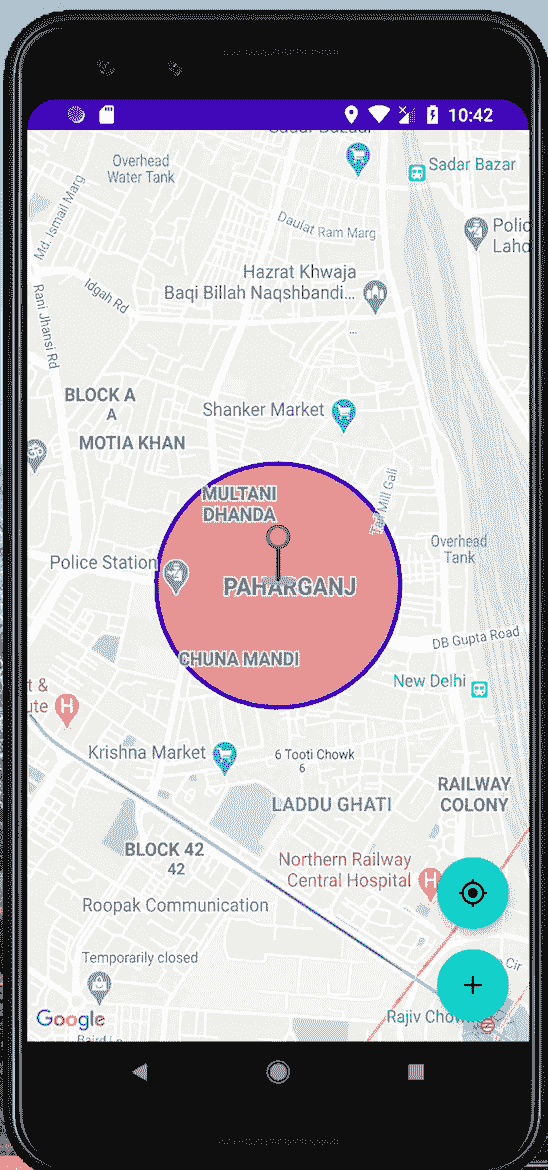 10:42
Sadar Bazaar
Overhead
Water Tank
Sadar Bazar
Md. Ismail Marg
Daulat Ram Marg
Polic
Laho
Hazrat Khwaja
Baqi Billah Naqshbandi...
Idgah Rd
Rani Jhansi Rd
...
BLOCK A
A
Shanker Market
MOTIA KHAN
MULTANI
DHANDA
Tel Mill Gali
Police Station
Overhead
Tank
PAHARGANJ
DB Gupta Road
CHUNA MANDI
New Delhi
t &
ute
H
Krishna Market
6 Tooti Chowk
6
RAILWAY
COLONY
LADDU GHATI
BLOCK 42
42
Northern Railway
Central Hospital
H
Roopak Communication
Temporarily closed
e Cir
Google
Rajiv Chow